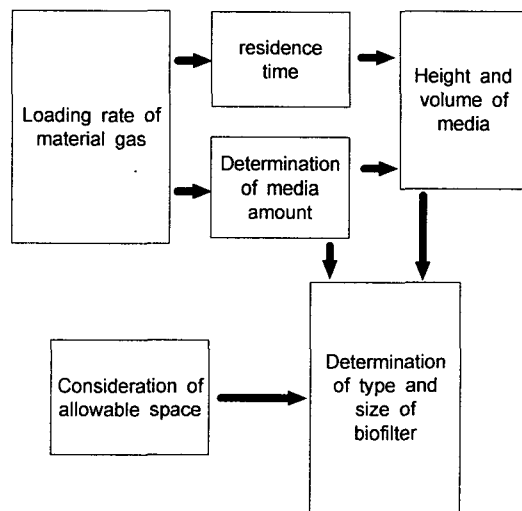 Loading rate of
material gas
residence
time
Height and
volume of
media
Determination
of media
amount
Consideration of
allowable space
Determination
of type and
size of
biofilter